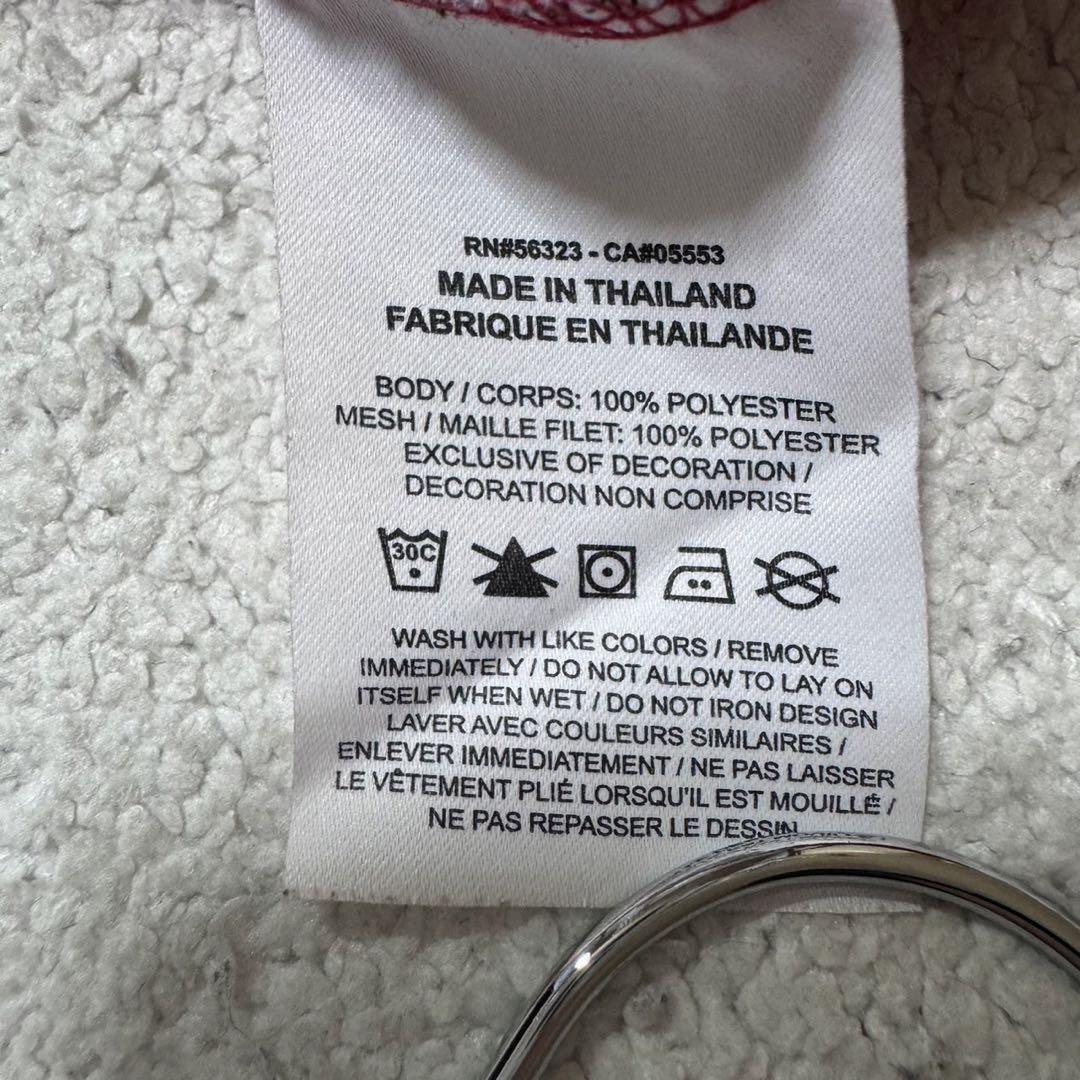 RN#56323 - CA#05553
MADE IN THAILAND
FABRIQUE EN THAILANDE
BODY / CORPS: 100% POLYESTER
MESH / MAILLE FILET: 100% POLYESTER
EXCLUSIVE OF DECORATION /
DECORATION NON COMPRISE
30C
WASH WITH LIKE COLORS / REMOVE
IMMEDIATELY / DO NOT ALLOW TO LAY ON
ITSELF WHEN WET / DO NOT IRON DESIGN
LAVER AVEC COULEURS SIMILAIRES /
ENLEVER IMMEDIATEMENT / NE PAS LAISSER
LE VÊTEMENT PLIÉ LORSQU'IL EST MOUILLÉ /
NE PAS REPASSER LE DESSIN